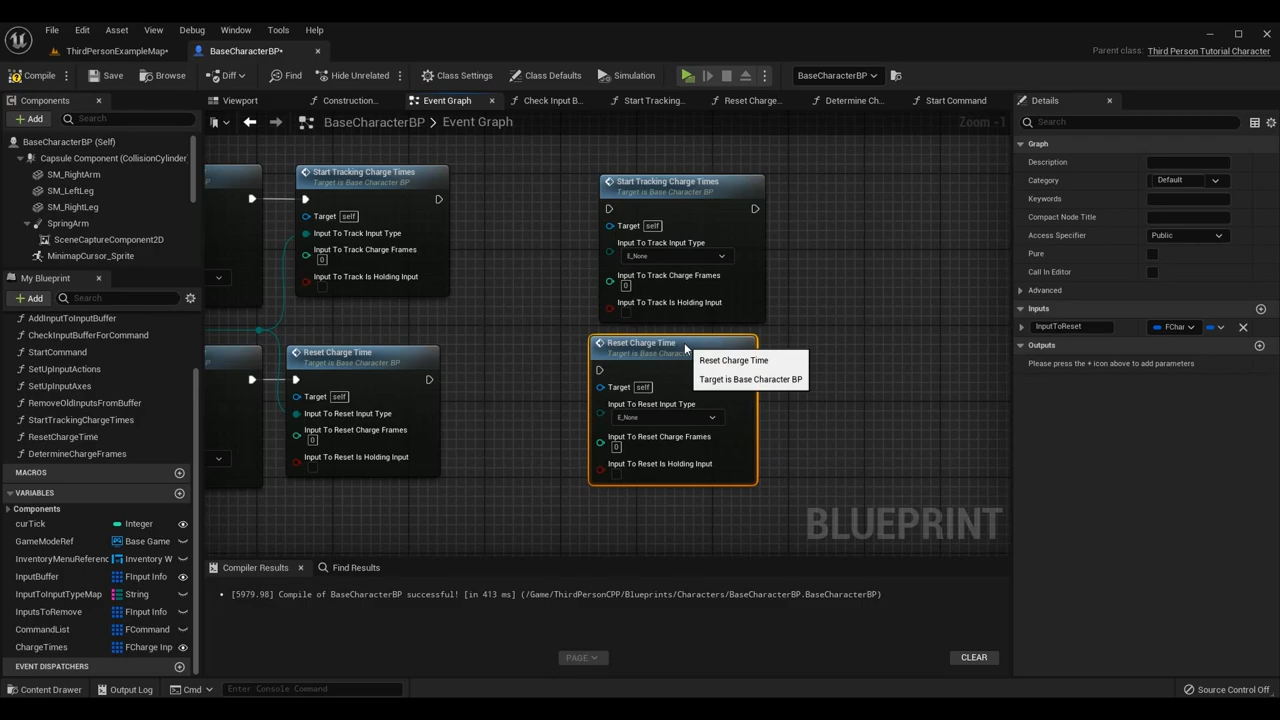 File Edit Asset View Debug Window Tools Help
ThirdPersonExampleMap* BaseCharacterBP*
Parent class: Third Person Tutorial Character
Compile Save Browse Diff Find Hide Unrelated Class Settings Class Defaults Simulation BaseCharacterBP
Components
Add Search
BaseCharacterBP (Self)
Capsule Component (CollisionCylinder
SM_RightArm
SM_LeftLeg
SM_RightLeg
SpringArm
SceneCaptureComponent2D
MinimapCursor_Sprite
My Blueprint
Add Search
AddInputToInputBuffer
CheckInputBufferForCommand
StartCommand
SetUpInputActions
SetUpInputAxes
RemoveOldInputsFromBuffer
StartTrackingChargeTimes
ResetChargeTime
DetermineChargeFrames
MACROS
VARIABLES
Components
curTick Integer
GameModeRef Base Game
InventoryMenuReferenc Inventory W
InputBuffer FInput Info
InputToInputTypeMap String
InputsToRemove FInput Info
CommandList FCommand
ChargeTimes FCharge Inp
EVENT DISPATCHERS
Viewport Construction... Event Graph Check Input B... Start Tracking... Reset Charge... Determine Ch... Start Command
BaseCharacterBP > Event Graph
Zoom -1
Start Tracking Charge Times
Target is Base Character BP
Target self
Input To Track Input Type
Input To Track Charge Frames
0
Input To Track Is Holding Input
Reset Charge Time
Target is Base Character BP
Target self
Input To Reset Input Type
Input To Reset Charge Frames
0
Input To Reset Is Holding Input
Start Tracking Charge Times
Target is Base Character BP
Target self
Input To Track Input Type
E_None
Input To Track Charge Frames
0
Input To Track Is Holding Input
Reset Charge Time
Target is Base Charac
Target self
Input To Reset Input Type
E_None
Input To Reset Charge Frames
0
Input To Reset Is Holding Input
Reset Charge Time
Target is Base Character BP
BLUEPRINT
Compiler Results Find Results
[5979.98] Compile of BaseCharacterBP successful! [in 413 ms] (/Game/ThirdPersonCPP/Blueprints/Characters/BaseCharacterBP.BaseCharacterBP)
PAGE
CLEAR
Details
Search
Graph
Description
Category Default
Keywords
Compact Node Title
Access Specifier Public
Pure
Call In Editor
Advanced
Inputs
InputToReset FChar
Outputs
Please press the + icon above to add parameters
Content Drawer Output Log Cmd Enter Console Command Source Control Off